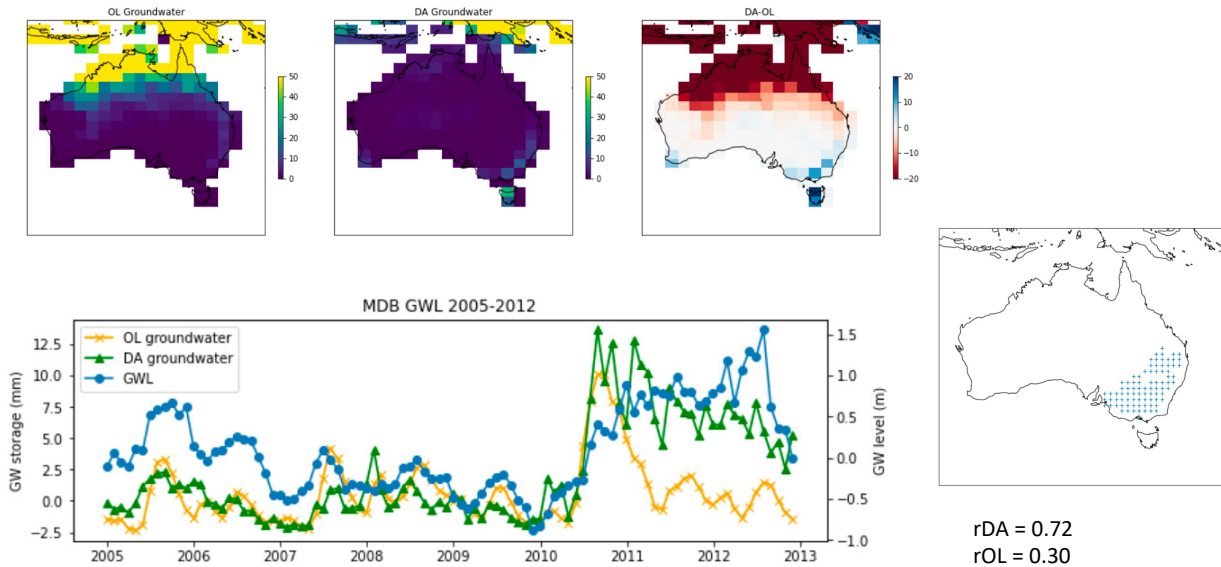 OL Groundwater
50
40
30
20
10
0
DA Groundwater
50
40
30
20
10
0
DA-OL
20
10
0
−10
−20
MDB GWL 2005-2012
OL groundwater
DA groundwater
GWL
GW storage (mm)
12.5
10.0
7.5
5.0
2.5
0.0
−2.5
1.5
1.0
0.5
0.0
−0.5
−1.0
GW level (m)
2005 2006 2007 2008 2009 2010 2011 2012 2013
rDA = 0.72
rOL = 0.30